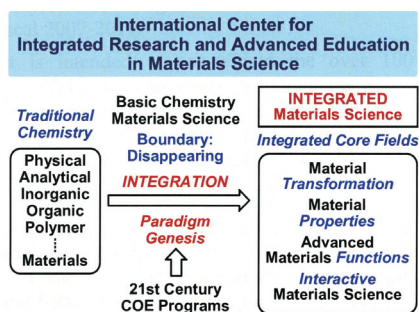 International Center for
Integrated Research and Advanced Education
in Materials Science
Traditional
Chemistry
Physical
Analytical
Inorganic
Organic
Polymer
Materials
Basic Chemistry
Materials Science
Boundary:
Disappearing
INTEGRATION
Paradigm
Genesis
21st Century
COE Programs
INTEGRATED
Materials Science
Integrated Core Fields
Material
Transformation
Material
Properties
Advanced
Materials Functions
Interactive
Materials Science